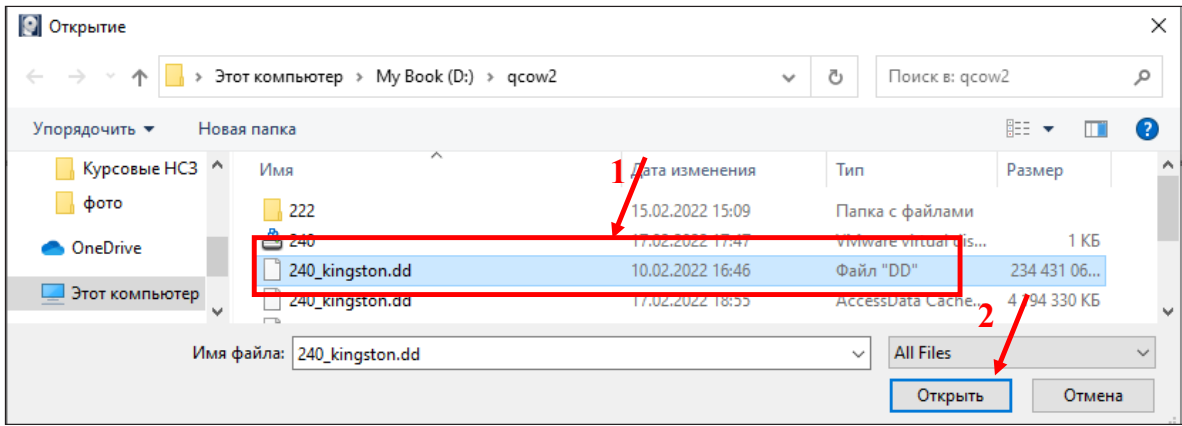 Открытие
Этот компьютер > My Book (D:) > qcow2
Поиск в: qcow2
Упорядочить Новая папка
Курсовые НСЗ
фото
OneDrive
Этот компьютер
Имя Дата изменения Тип Размер
222 15.02.2022 15:09 Папка с файлами
240 17.02.2022 17:47 VMware virtual dis... 1 КБ
240_kingston.dd 10.02.2022 16:46 Файл "DD" 234 431 06...
240_kingston.dd 17.02.2022 18:55 AccessData Cache... 4 194 330 КБ
1
2
Имя файла: 240_kingston.dd All Files
Открыть Отмена